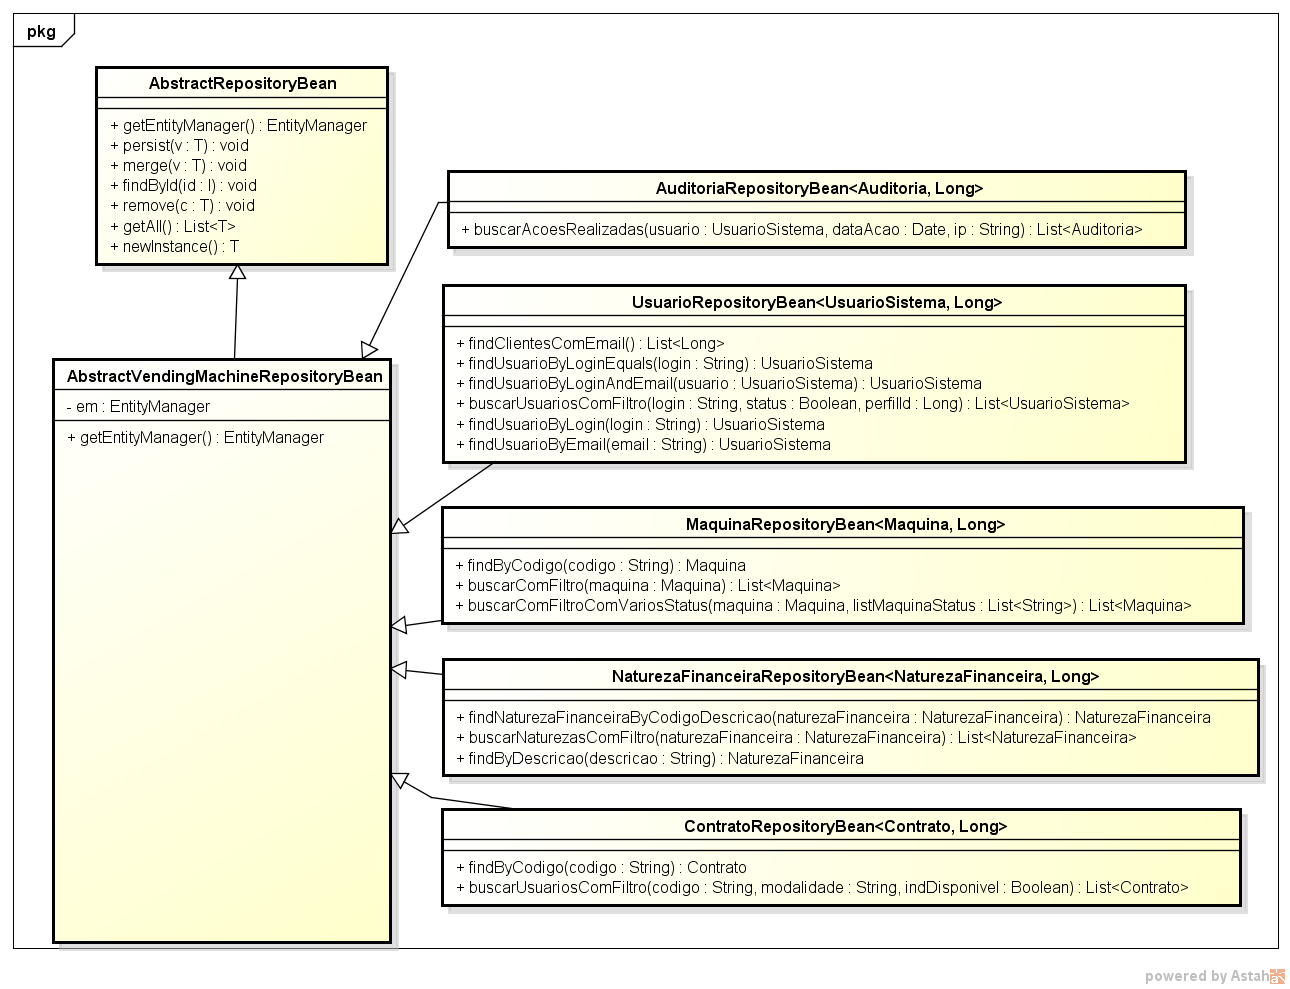 pkg
AbstractRepositoryBean
+ getEntityManager() : EntityManager
+ persist(v : T) : void
+ merge(v : T) : void
+ findById(id : I) : void
+ remove(c : T) : void
+ getAll() : List<T>
+ newInstance() : T
AbstractVendingMachineRepositoryBean
- em : EntityManager
+ getEntityManager() : EntityManager
AuditoriaRepositoryBean<Auditoria, Long>
+ buscarAcoesRealizadas(usuario : UsuarioSistema, dataAcao : Date, ip : String) : List<Auditoria>
UsuarioRepositoryBean<UsuarioSistema, Long>
+ findClientesComEmail() : List<Long>
+ findUsuarioByLoginEquals(login : String) : UsuarioSistema
+ findUsuarioByLoginAndEmail(usuario : UsuarioSistema) : UsuarioSistema
+ buscarUsuariosComFiltro(login : String, status : Boolean, perfilId : Long) : List<UsuarioSistema>
+ findUsuarioByLogin(login : String) : UsuarioSistema
+ findUsuarioByEmail(email : String) : UsuarioSistema
MaquinaRepositoryBean<Maquina, Long>
+ findByCodigo(codigo : String) : Maquina
+ buscarComFiltro(maquina : Maquina) : List<Maquina>
+ buscarComFiltroComVariosStatus(maquina : Maquina, listMaquinaStatus : List<String>) : List<Maquina>
NaturezaFinanceiraRepositoryBean<NaturezaFinanceira, Long>
+ findNaturezaFinanceiraByCodigoDescricao(naturezaFinanceira : NaturezaFinanceira) : NaturezaFinanceira
+ buscarNaturezasComFiltro(naturezaFinanceira : NaturezaFinanceira) : List<NaturezaFinanceira>
+ findByDescricao(descricao : String) : NaturezaFinanceira
ContratoRepositoryBean<Contrato, Long>
+ findByCodigo(codigo : String) : Contrato
+ buscarUsuariosComFiltro(codigo : String, modalidade : String, indDisponivel : Boolean) : List<Contrato>
powered by Astah